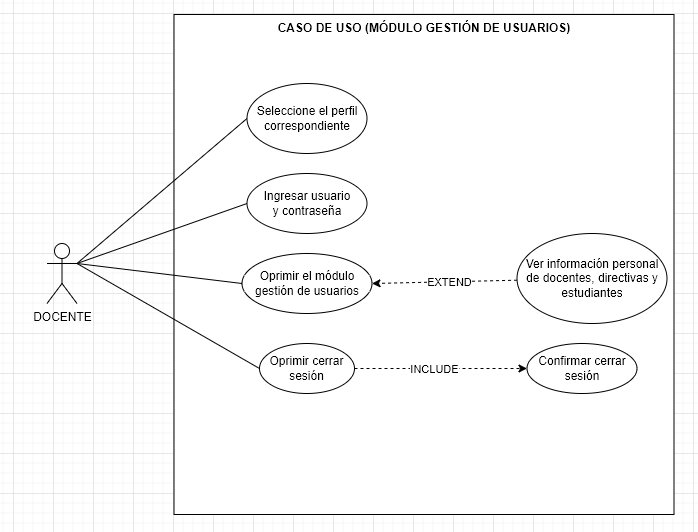 CASO DE USO (MÓDULO GESTIÓN DE USUARIOS)
Seleccione el perfil
correspondiente
Ingresar usuario
y contraseña
Oprimir el módulo
gestión de usuarios
EXTEND
Ver información personal
de docentes, directivas y
estudiantes
DOCENTE
Oprimir cerrar
sesión
INCLUDE
Confirmar cerrar
sesión